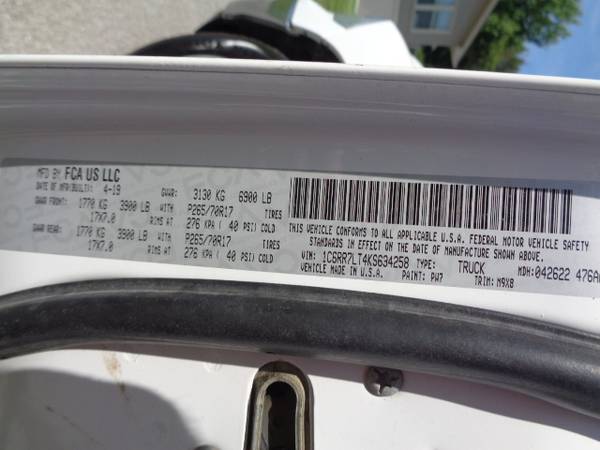 MFD BY FCA US LLC
DATE OF MFR(BUILT): 4-19 GVWR: 3130 KG 6900 LB
GAWR FRONT: 1770 KG 3900 LB WITH P265/70R17 TIRES
17X7.0 RIMS AT 276 KPA ( 40 PSI) COLD
GAWR REAR: 1770 KG 3900 LB WITH P265/70R17 TIRES
17X7.0 RIMS AT 276 KPA ( 40 PSI) COLD
THIS VEHICLE CONFORMS TO ALL APPLICABLE U.S.A. FEDERAL MOTOR VEHICLE SAFETY
STANDARDS IN EFFECT ON THE DATE OF MANUFACTURE SHOWN ABOVE.
VIN: 1C6RR7LT4KS634258 TYPE: TRUCK MDH: 042622 476A
VEHICLE MADE IN U.S.A. PAINT: PW7 TRIM: M9X8